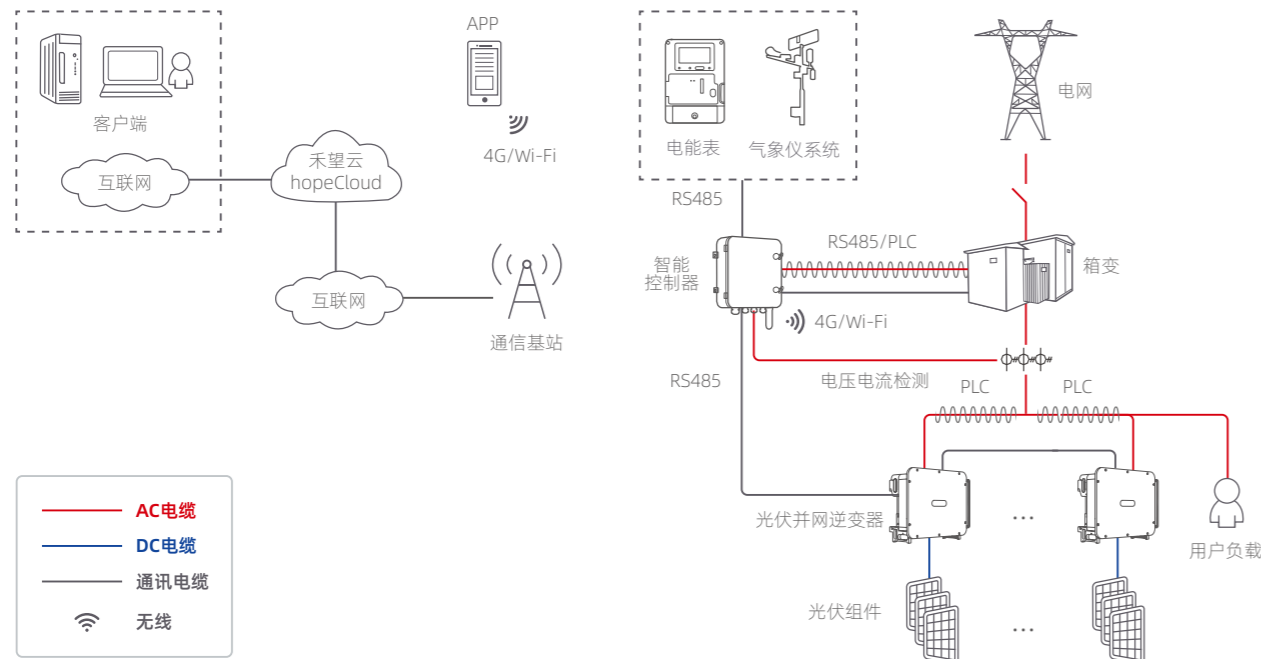 APP
客户端
4G/Wi-Fi
禾望云
hopeCloud
互联网
互联网
通信基站
电能表
气象仪系统
电网
RS485
RS485/PLC
智能
控制器
箱变
4G/Wi-Fi
RS485
电压电流检测
PLC
PLC
光伏并网逆变器
...
用户负载
光伏组件
...
AC电缆
DC电缆
通讯电缆
无线